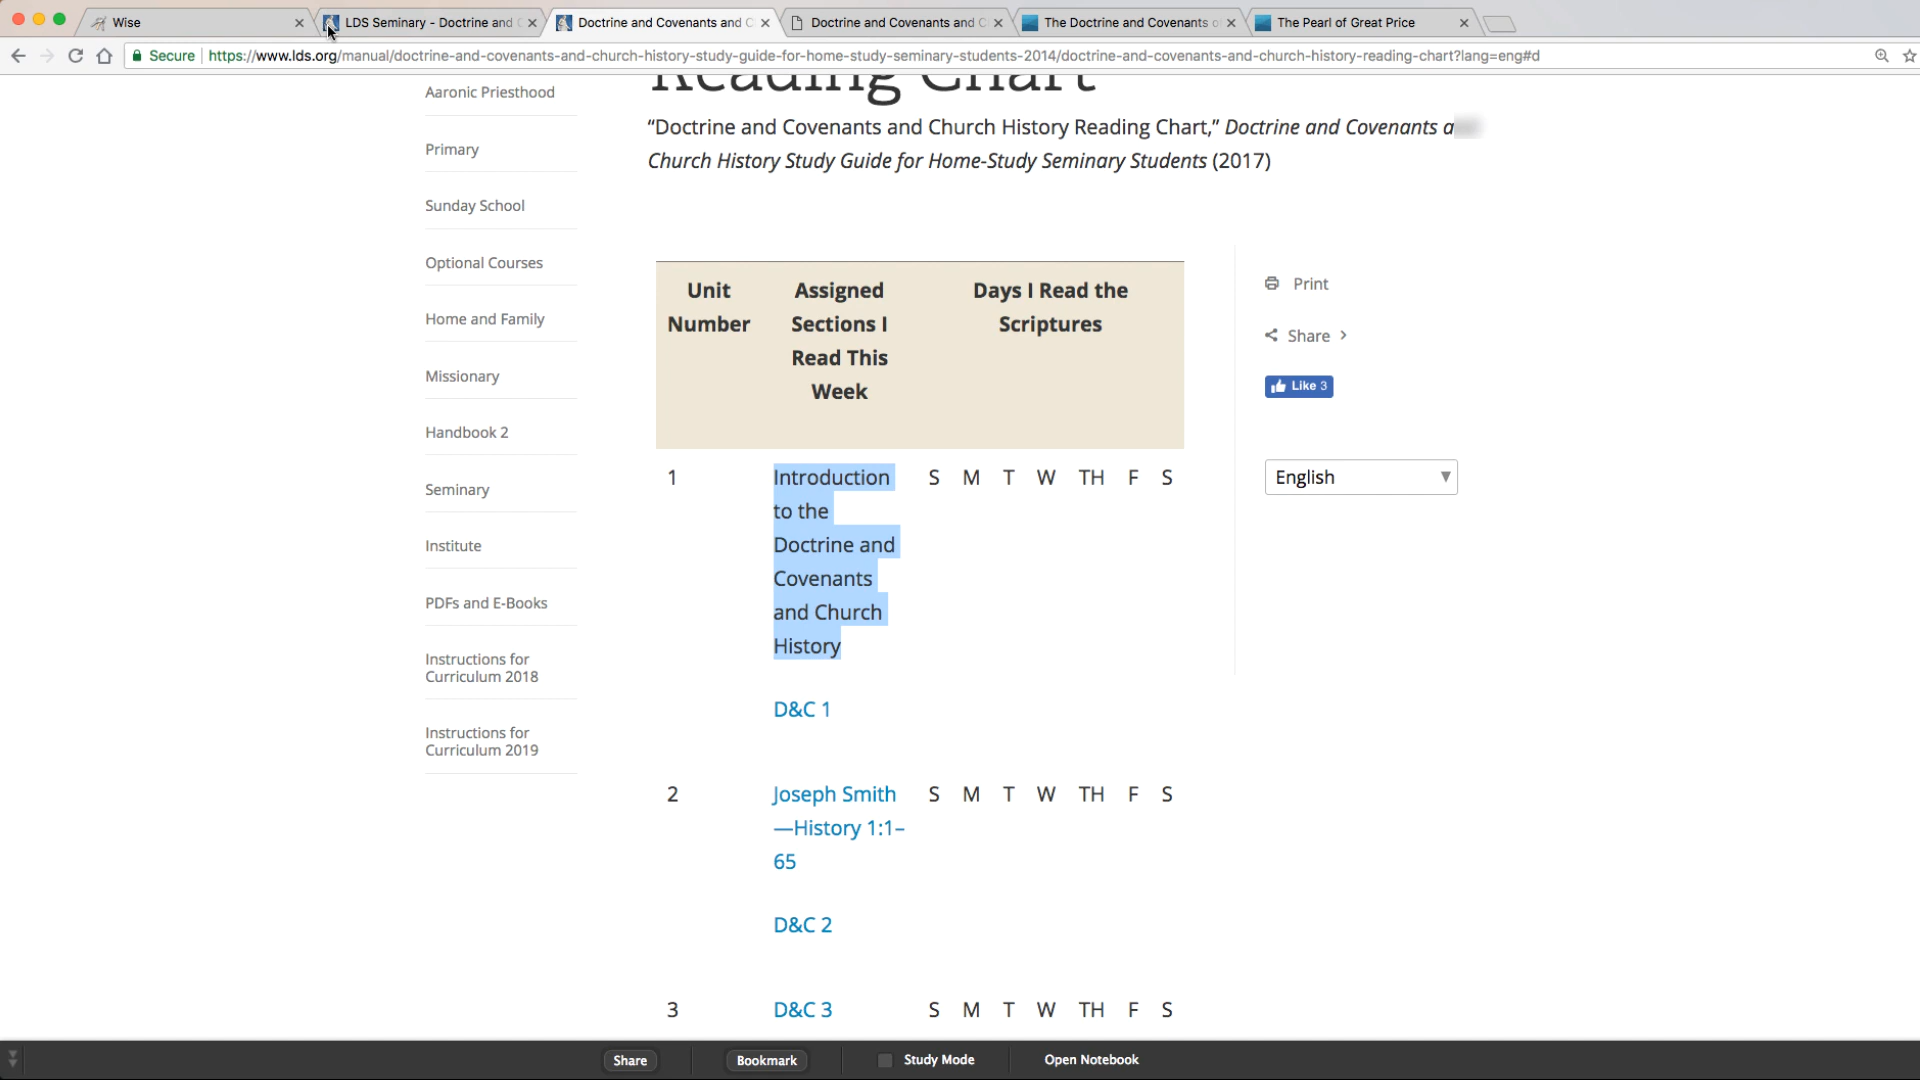 Wise
LDS Seminary - Doctrine and
Doctrine and Covenants and C
Doctrine and Covenants and C
The Doctrine and Covenants o
The Pearl of Great Price
Secure https://www.lds.org/manual/doctrine-and-covenants-and-church-history-study-guide-for-home-study-seminary-students-2014/doctrine-and-covenants-and-church-history-reading-chart?lang=eng#d
Reading Chart
“Doctrine and Covenants and Church History Reading Chart,” Doctrine and Covenants a
Church History Study Guide for Home-Study Seminary Students (2017)
Aaronic Priesthood
Primary
Sunday School
Optional Courses
Home and Family
Missionary
Handbook 2
Seminary
Institute
PDFs and E-Books
Instructions for
Curriculum 2018
Instructions for
Curriculum 2019
Unit
Number
Assigned
Sections I
Read This
Week
Days I Read the
Scriptures
1
Introduction
to the
Doctrine and
Covenants
and Church
History
D&C 1
S M T W TH F S
2
Joseph Smith
—History 1:1–
65
D&C 2
S M T W TH F S
3
D&C 3
S M T W TH F S
Print
Share
Like 3
English
Share
Bookmark
Study Mode
Open Notebook